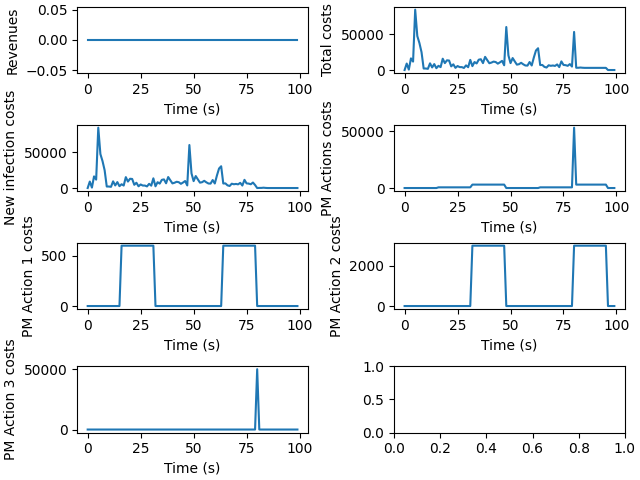 Revenues
0.05
0.00
−0.05
0 25 50 75 100
Time (s)
Total costs
50000
0
0 25 50 75 100
Time (s)
New infection costs
50000
0
0 25 50 75 100
Time (s)
PM Actions costs
50000
0
0 25 50 75 100
Time (s)
PM Action 1 costs
500
0
0 25 50 75 100
Time (s)
PM Action 2 costs
2000
0
0 25 50 75 100
Time (s)
PM Action 3 costs
50000
0
0 25 50 75 100
Time (s)
1.0
0.5
0.0
0.0 0.2 0.4 0.6 0.8 1.0